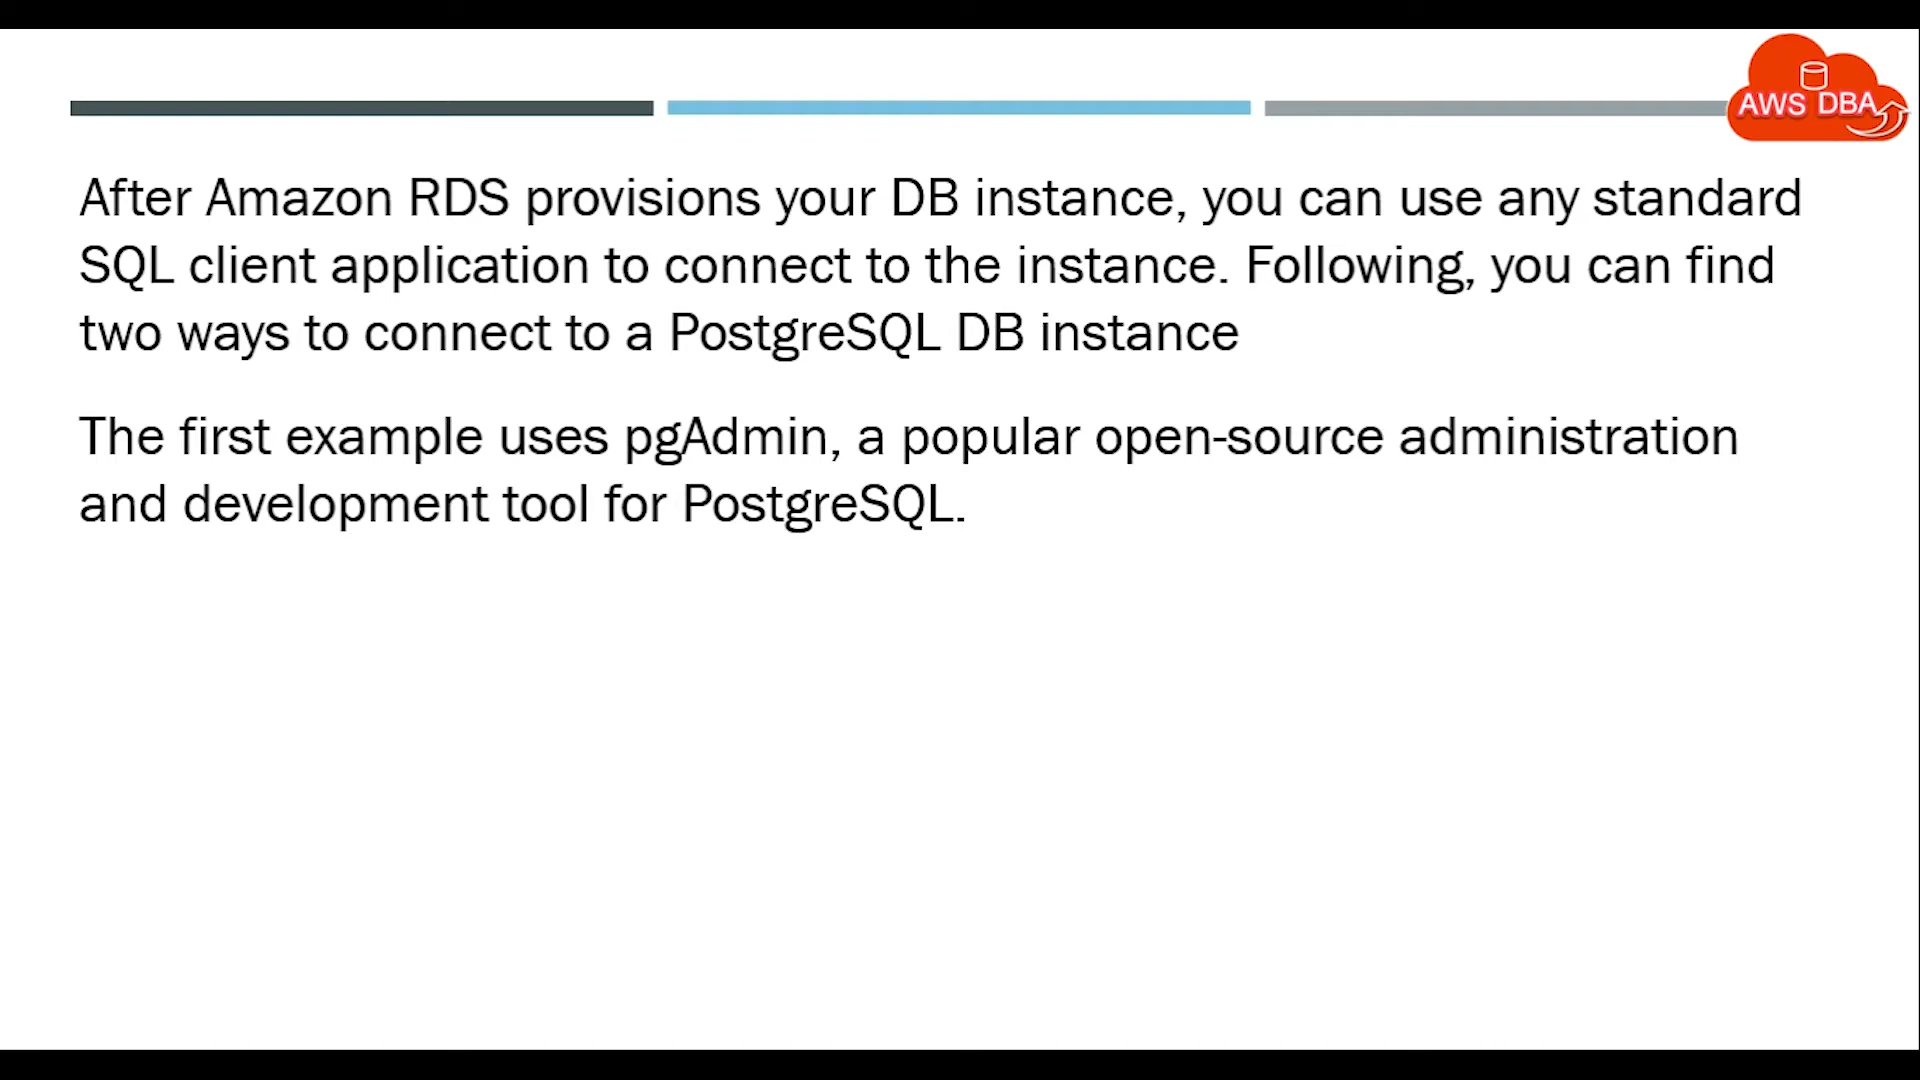 AWS DBA
After Amazon RDS provisions your DB instance, you can use any standard
SQL client application to connect to the instance. Following, you can find
two ways to connect to a PostgreSQL DB instance
The first example uses pgAdmin, a popular open-source administration
and development tool for PostgreSQL.